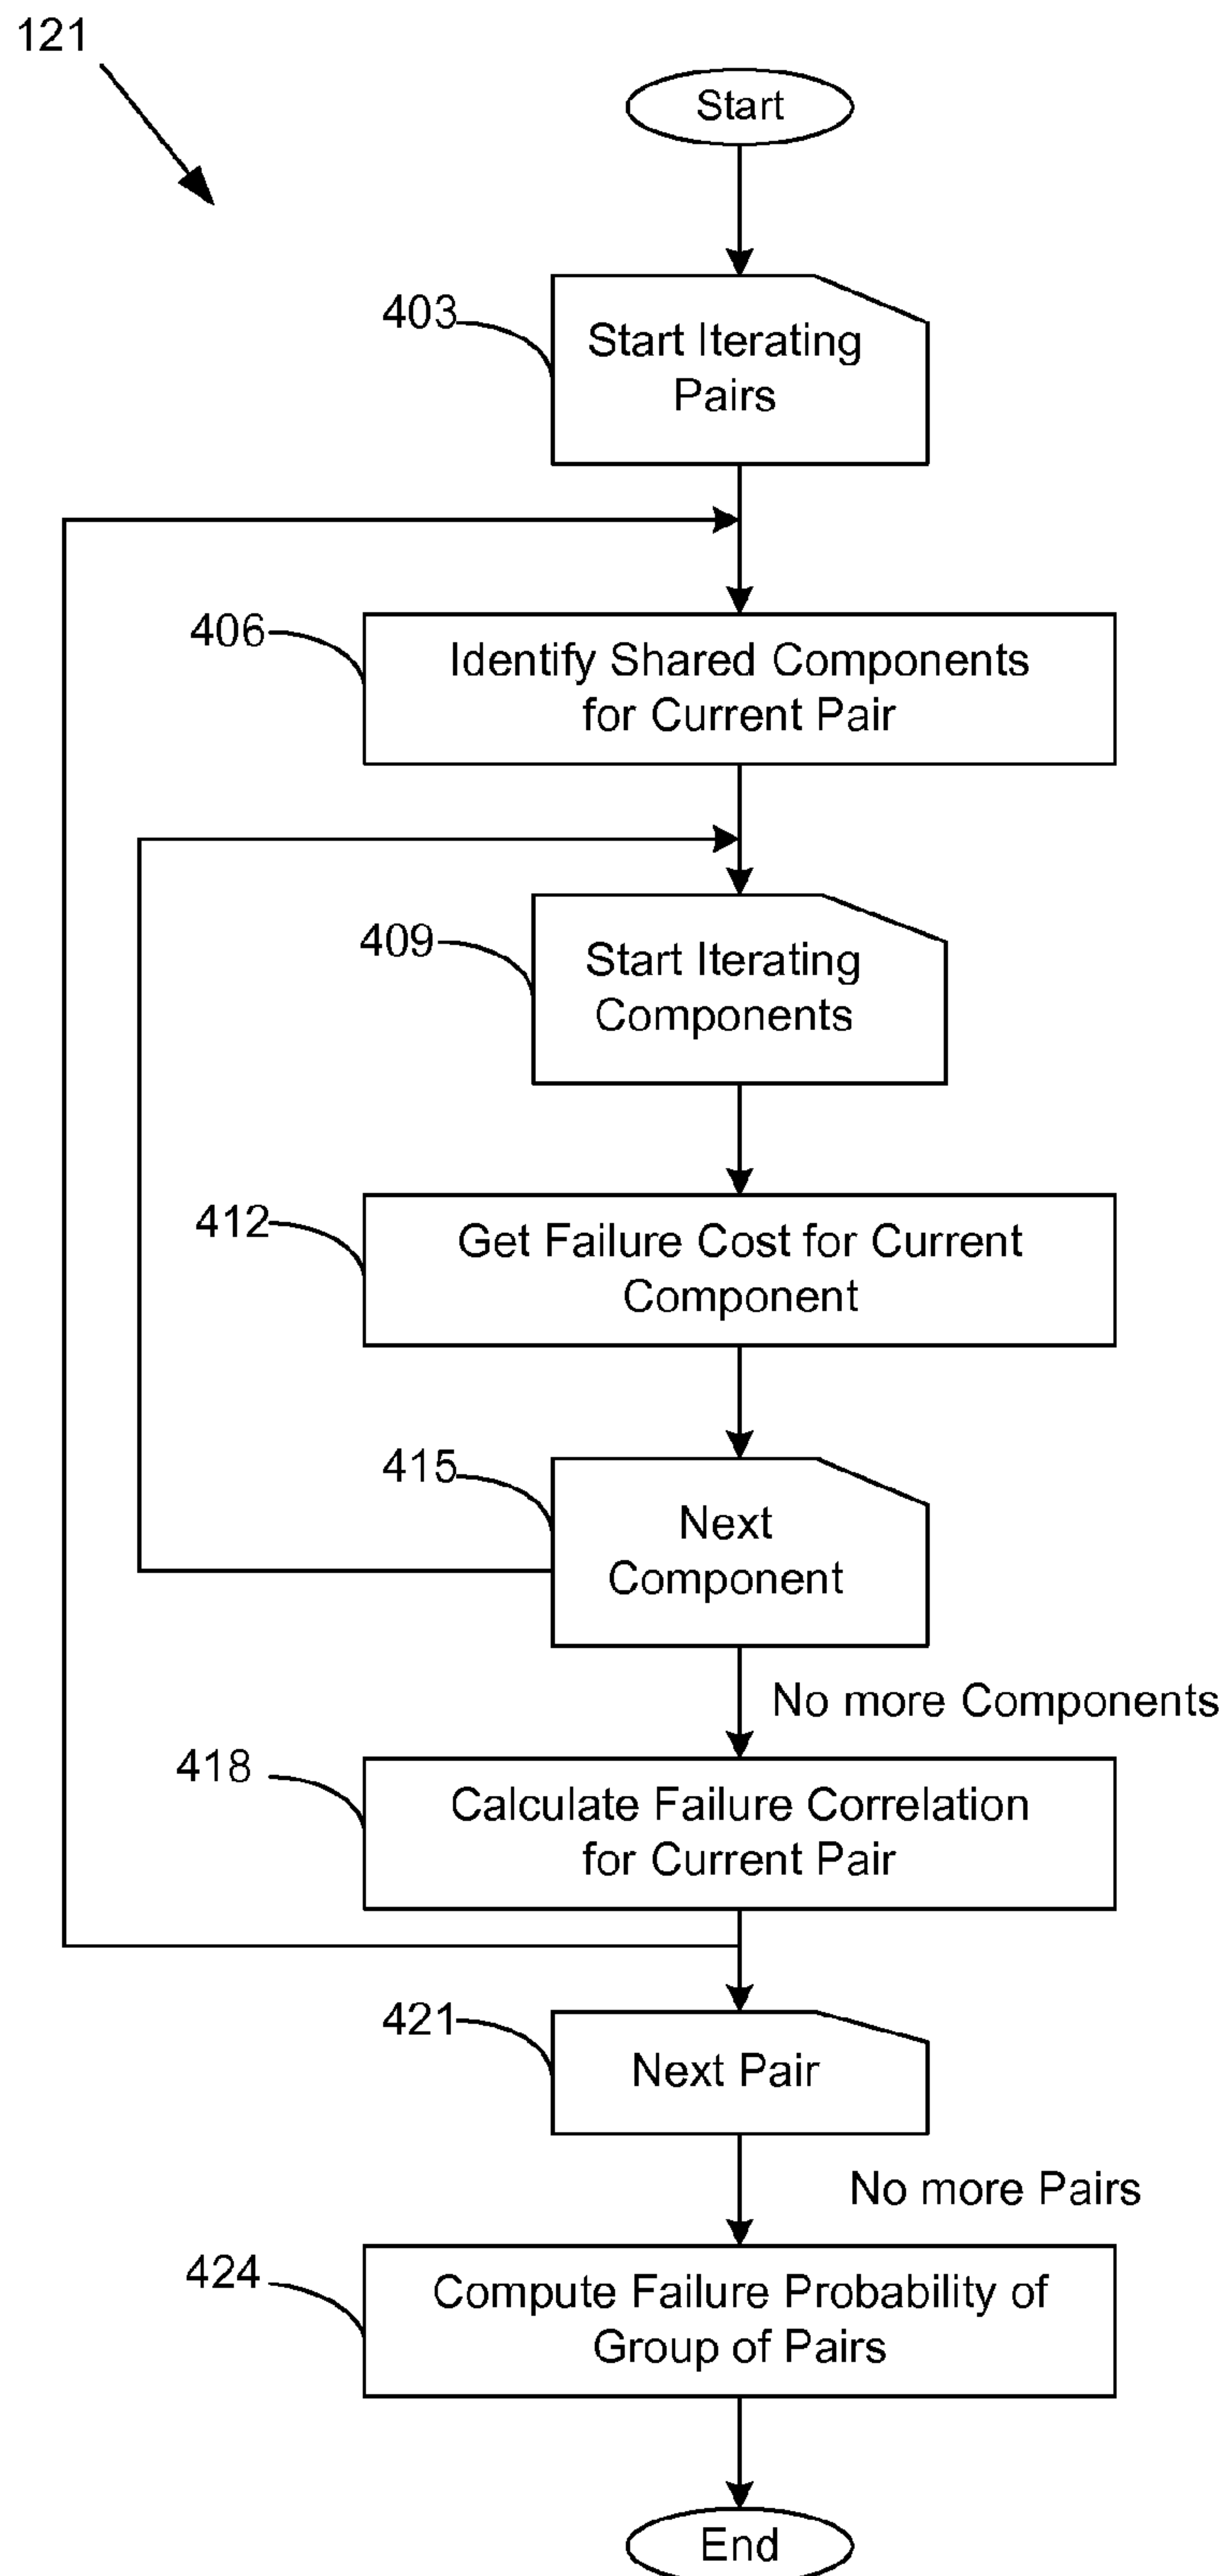 121
Start
403
Start Iterating
Pairs
406
Identify Shared Components
for Current Pair
409
Start Iterating
Components
412
Get Failure Cost for Current
Component
415
Next
Component
No more Components
418
Calculate Failure Correlation
for Current Pair
421
Next Pair
No more Pairs
424
Compute Failure Probability of
Group of Pairs
End